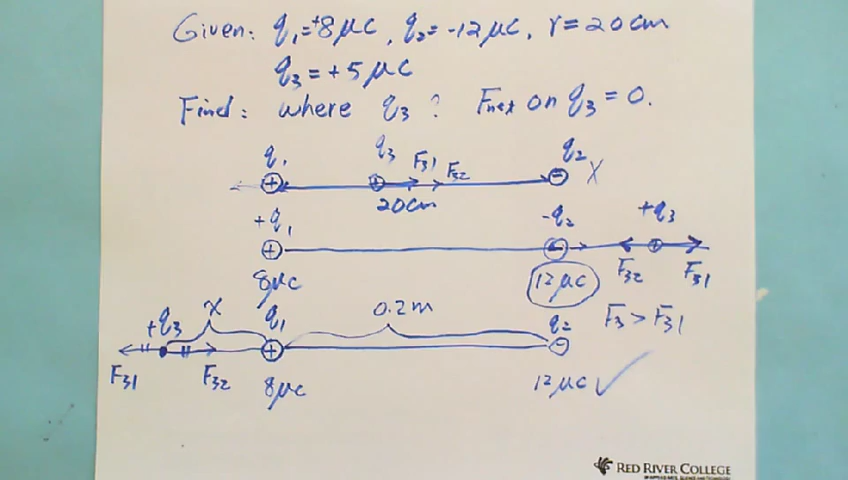 Given: q₁=+8μC, q₂=-12μC, r=20cm
q₃=+5μC
Find: where q₃? Fnet on q₃=0.
q₁ q₃ F₃₁ F₃₂ q₂ X
20cm
+q₁ -q₂ +q₃
8μC 12μC F₃₂ F₃₁
+q₃ X q₁ 0.2m q₂ F₃>F₃₁
F₃₁ F₃₂ 8μC 12μC ✓
RED RIVER COLLEGE